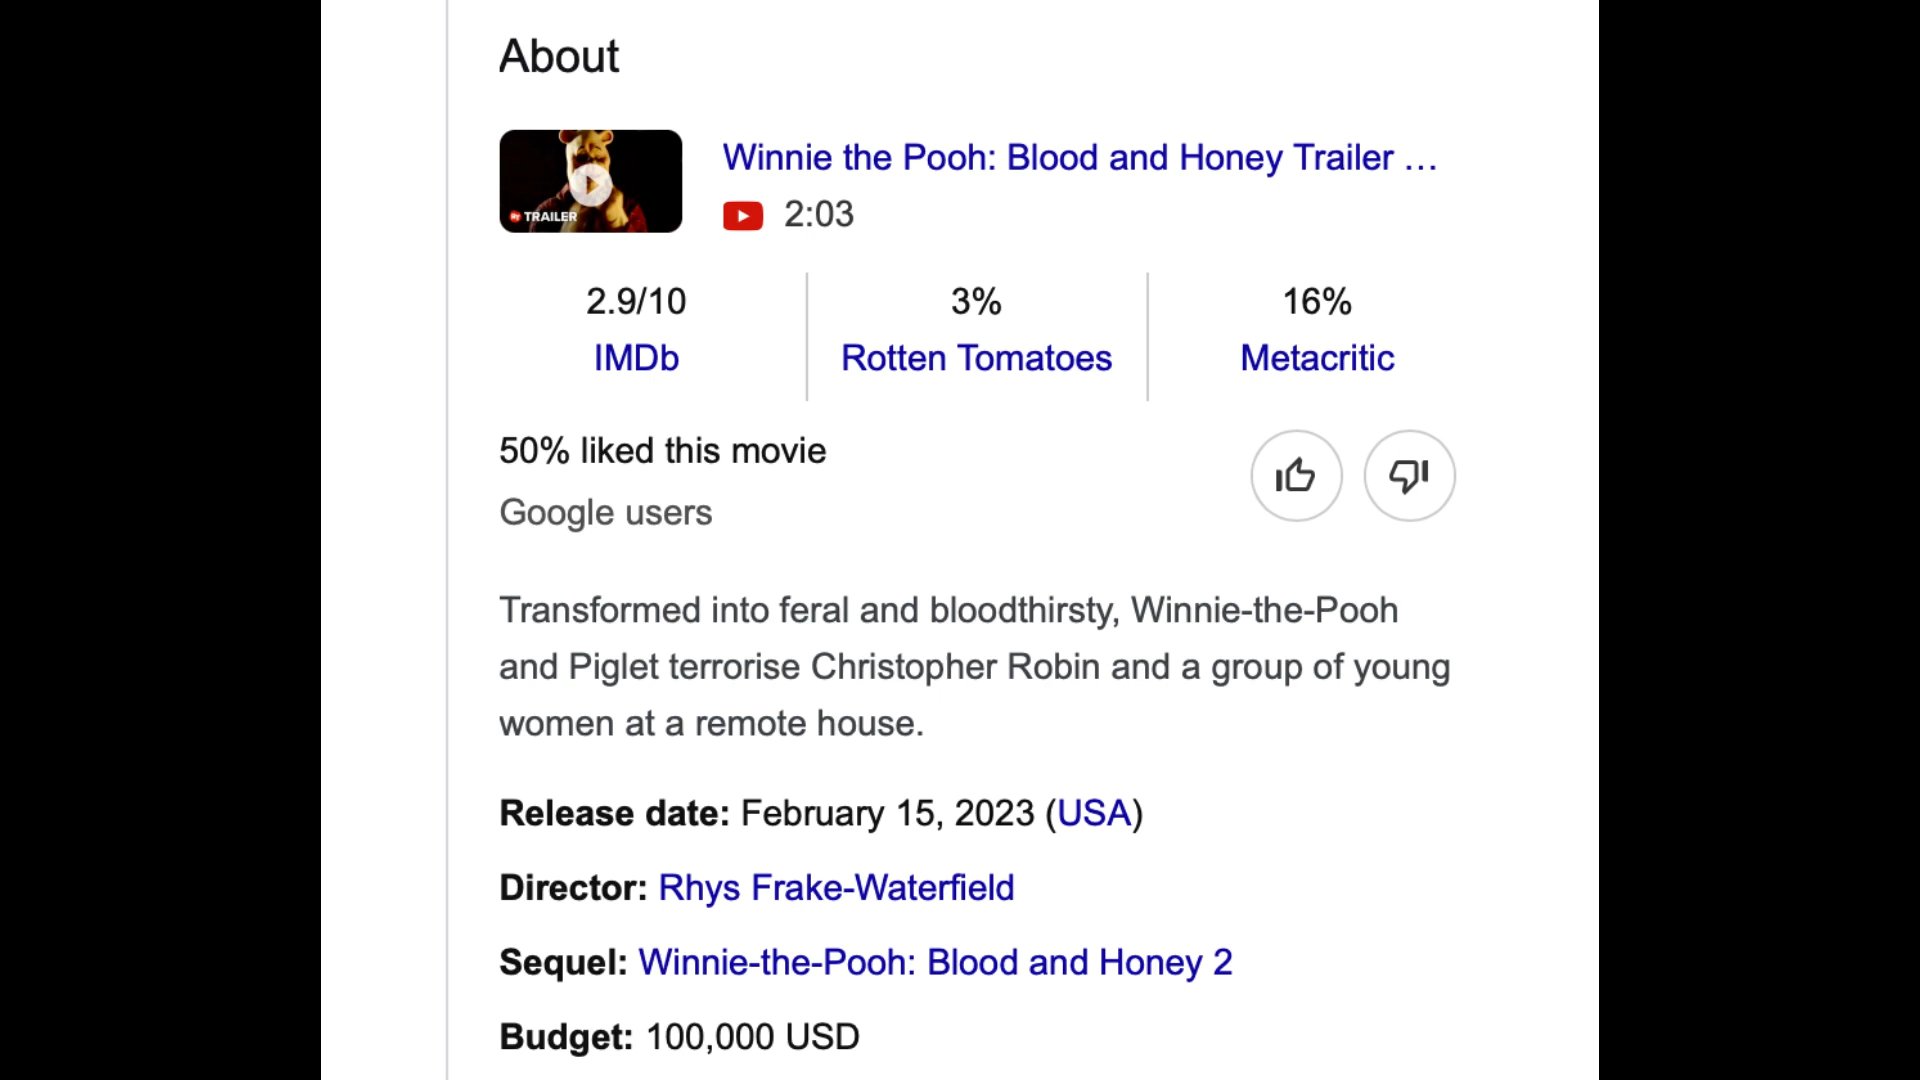 About
Winnie the Pooh: Blood and Honey Trailer …
TRAILER
2:03
2.9/10
IMDb
3%
Rotten Tomatoes
16%
Metacritic
50% liked this movie
Google users
Transformed into feral and bloodthirsty, Winnie-the-Pooh
and Piglet terrorise Christopher Robin and a group of young
women at a remote house.
Release date: February 15, 2023 (USA)
Director: Rhys Frake-Waterfield
Sequel: Winnie-the-Pooh: Blood and Honey 2
Budget: 100,000 USD